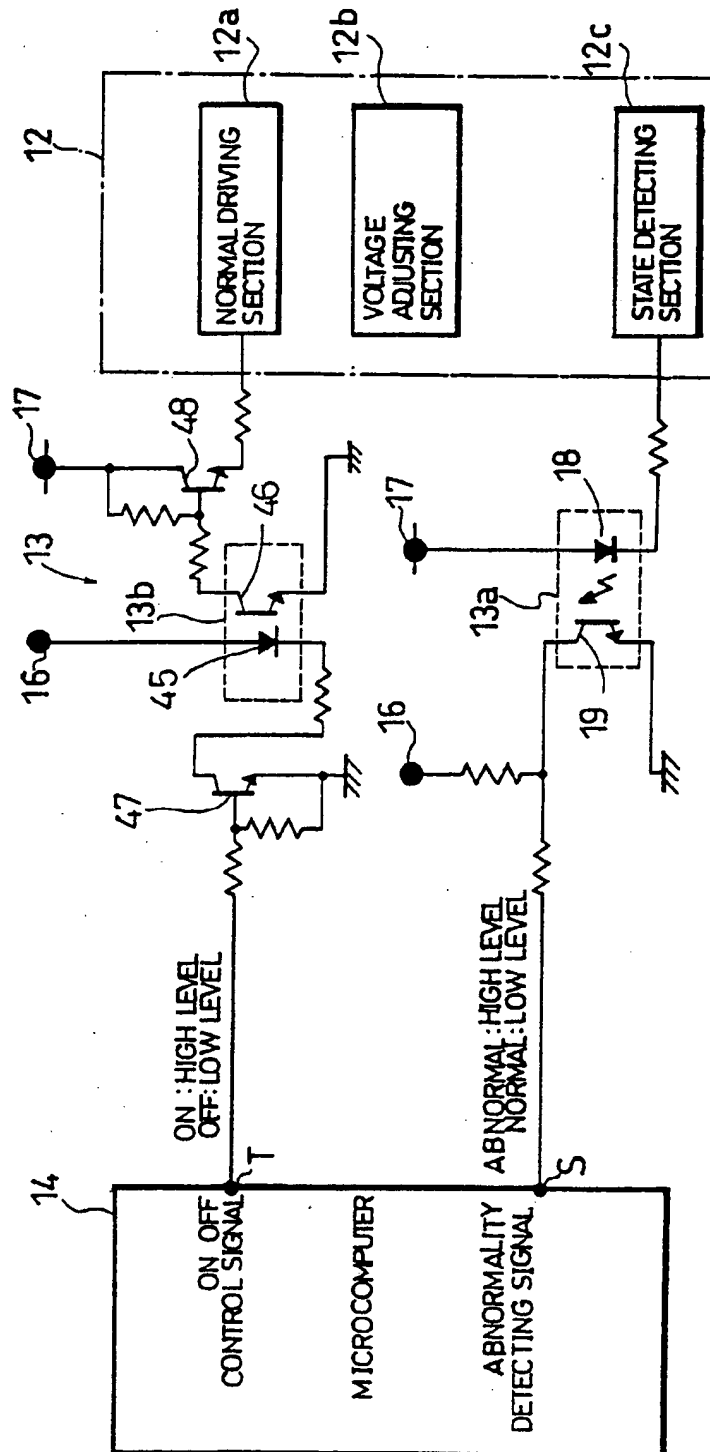 14
ON OFF
CONTROL SIGNAL
T
MICROCOMPUTER
ABNORMALITY
DETECTING SIGNAL
S
ON : HIGH LEVEL
OFF: LOW LEVEL
ABNORMAL : HIGH LEVEL
NORMAL : LOW LEVEL
47
16
45
13b
46
13
48
17
16
19
13a
18
17
12
NORMAL DRIVING
SECTION
12a
VOLTAGE
ADJUSTING
SECTION
12b
STATE DETECTING
SECTION
12c